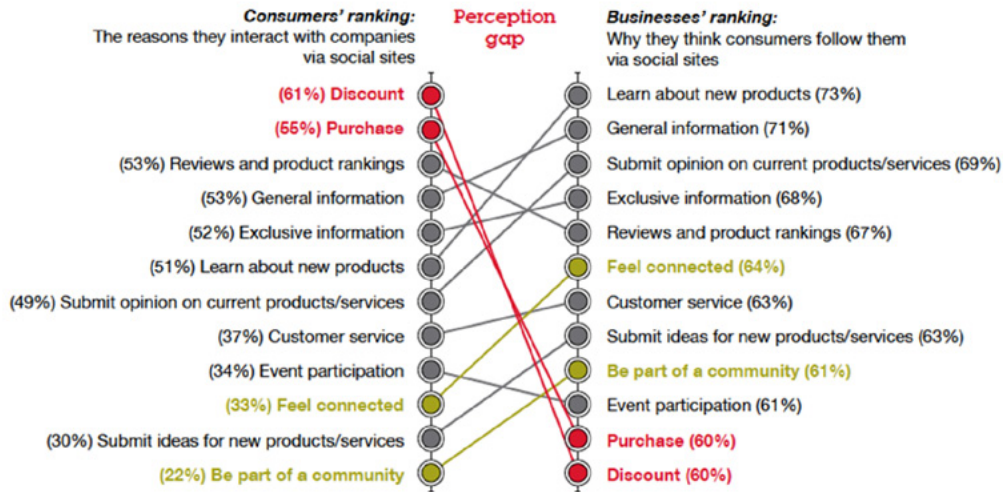 Consumers' ranking:
The reasons they interact with companies
via social sites
Perception
gap
Businesses' ranking:
Why they think consumers follow them
via social sites
(61%) Discount
(55%) Purchase
(53%) Reviews and product rankings
(53%) General information
(52%) Exclusive information
(51%) Learn about new products
(49%) Submit opinion on current products/services
(37%) Customer service
(34%) Event participation
(33%) Feel connected
(30%) Submit ideas for new products/services
(22%) Be part of a community
Learn about new products (73%)
General information (71%)
Submit opinion on current products/services (69%)
Exclusive information (68%)
Reviews and product rankings (67%)
Feel connected (64%)
Customer service (63%)
Submit ideas for new products/services (63%)
Be part of a community (61%)
Event participation (61%)
Purchase (60%)
Discount (60%)